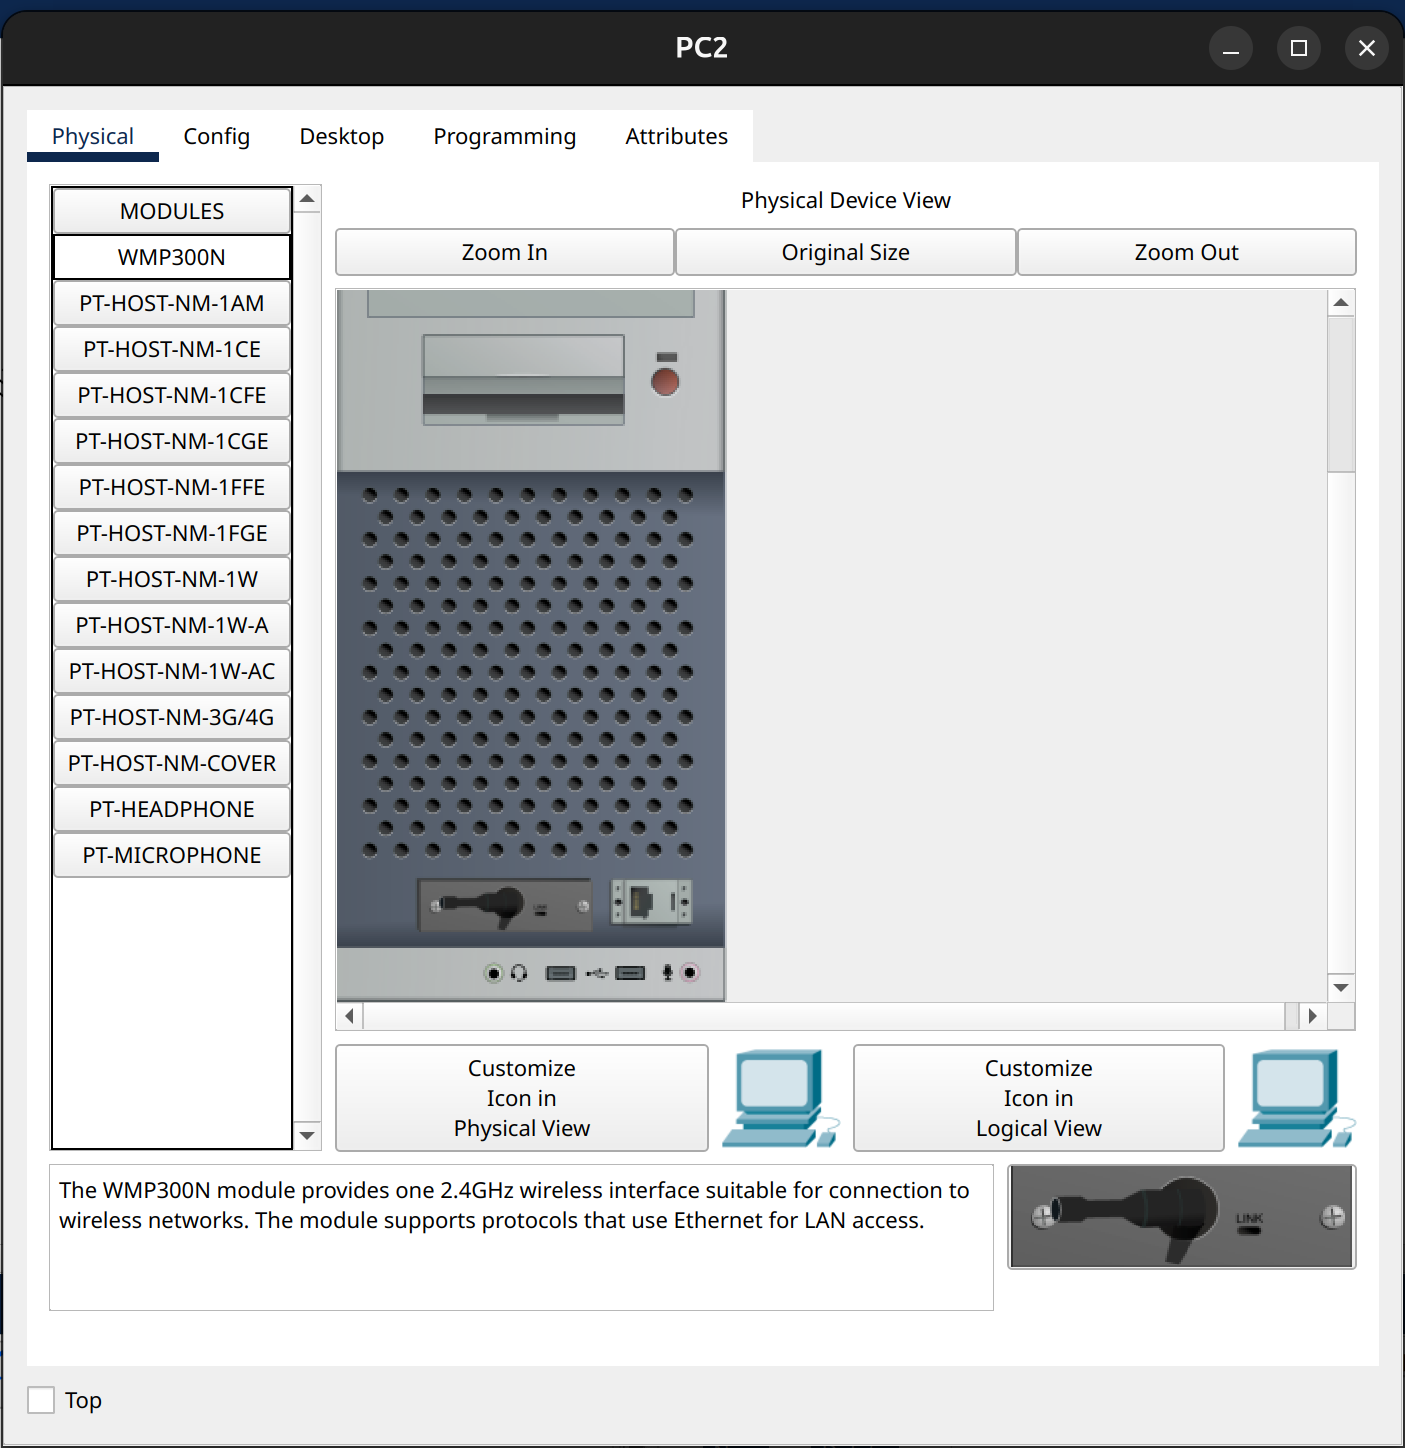 PC2
Physical
Config
Desktop
Programming
Attributes
MODULES
WMP300N
PT-HOST-NM-1AM
PT-HOST-NM-1CE
PT-HOST-NM-1CFE
PT-HOST-NM-1CGE
PT-HOST-NM-1FFE
PT-HOST-NM-1FGE
PT-HOST-NM-1W
PT-HOST-NM-1W-A
PT-HOST-NM-1W-AC
PT-HOST-NM-3G/4G
PT-HOST-NM-COVER
PT-HEADPHONE
PT-MICROPHONE
Physical Device View
Zoom In
Original Size
Zoom Out
LINK
Customize
Icon in
Physical View
Customize
Icon in
Logical View
The WMP300N module provides one 2.4GHz wireless interface suitable for connection to
wireless networks. The module supports protocols that use Ethernet for LAN access.
LINK
Top